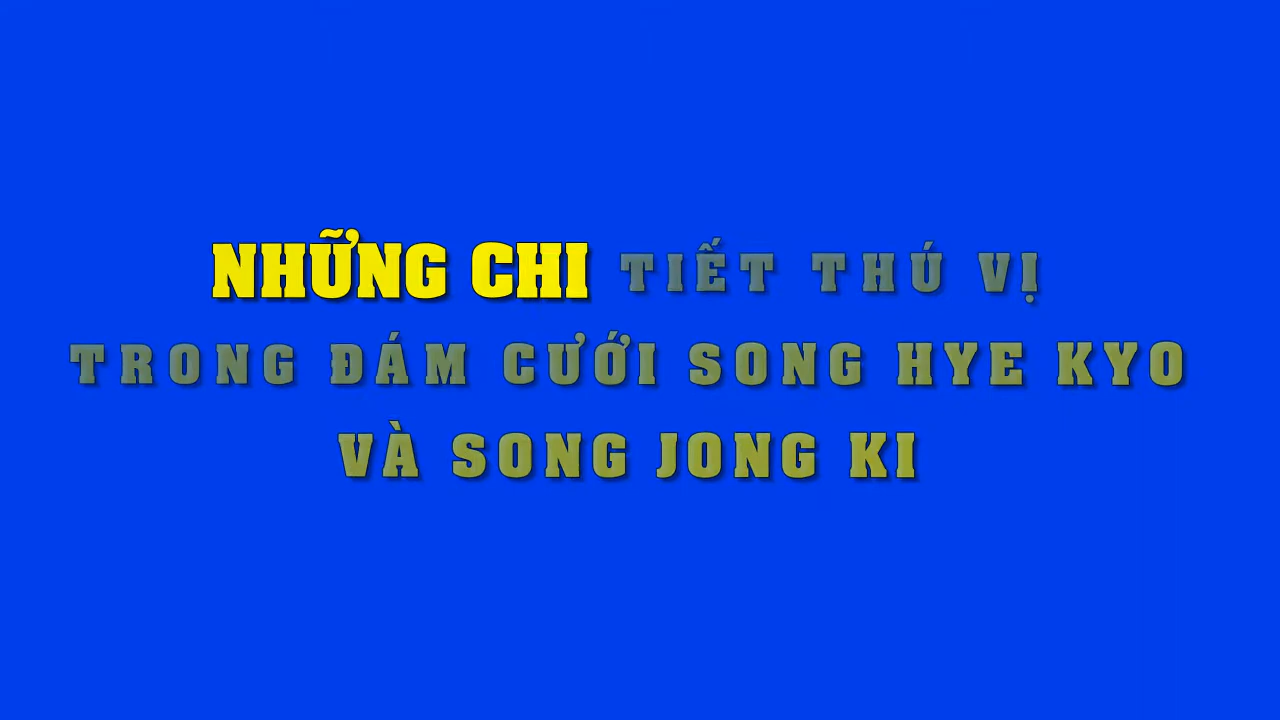 NHỮNG CHI TIẾT THÚ VỊ
TRONG ĐÁM CƯỚI SONG HYE KYO
VÀ SONG JONG KI